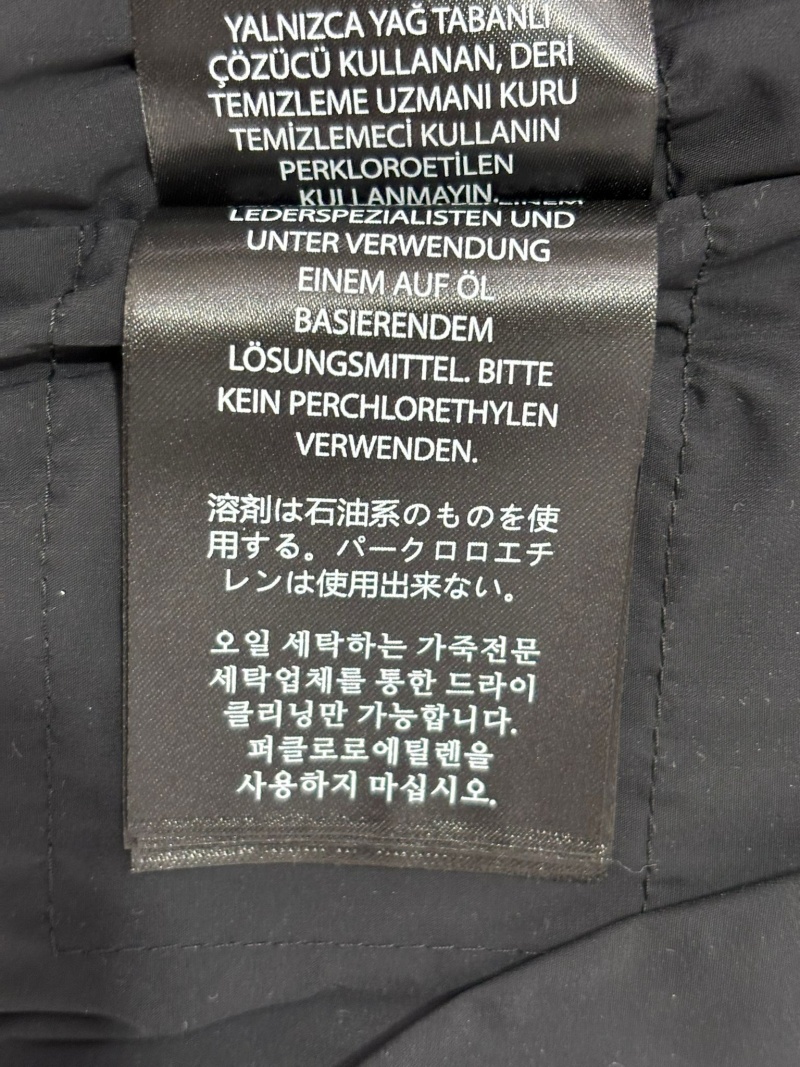 YALNIZCA YAĞ TABANLI
ÇÖZÜCÜ KULLANAN, DERİ
TEMIZLEME UZMANI KURU
TEMİZLEMECİ KULLANIN
PERKLOROETİLEN
KULLANMAYIN.
LEDERSPEZIALISTEN UND
UNTER VERWENDUNG
EINEM AUF ÖL
BASIERENDEM
LÖSUNGSMITTEL. BITTE
KEIN PERCHLORETHYLEN
VERWENDEN.
溶剤は石油系のものを使
用する。パークロロエチ
レンは使用出来ない。
오일 세탁하는 가죽전문
세탁업체를 통한 드라이
클리닝만 가능합니다.
퍼클로로에틸렌을
사용하지 마십시오.